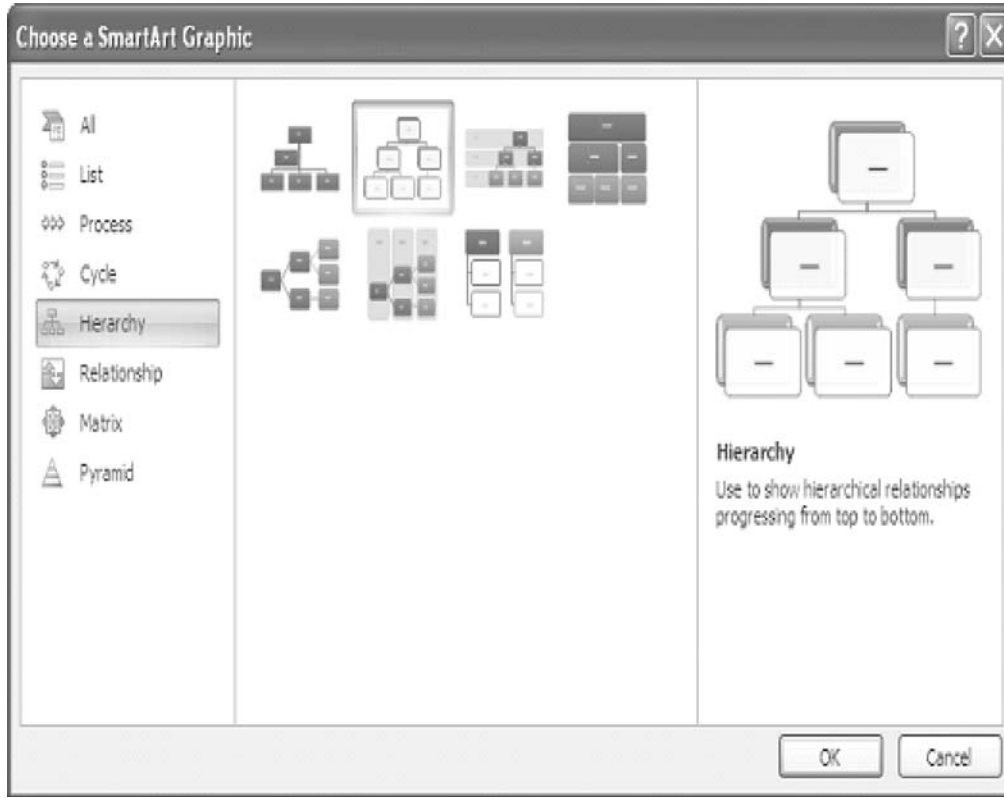 Choose a SmartArt Graphic
All
List
Process
Cycle
Hierarchy
Relationship
Matrix
Pyramid
Hierarchy
Use to show hierarchical relationships
progressing from top to bottom.
OK
Cancel